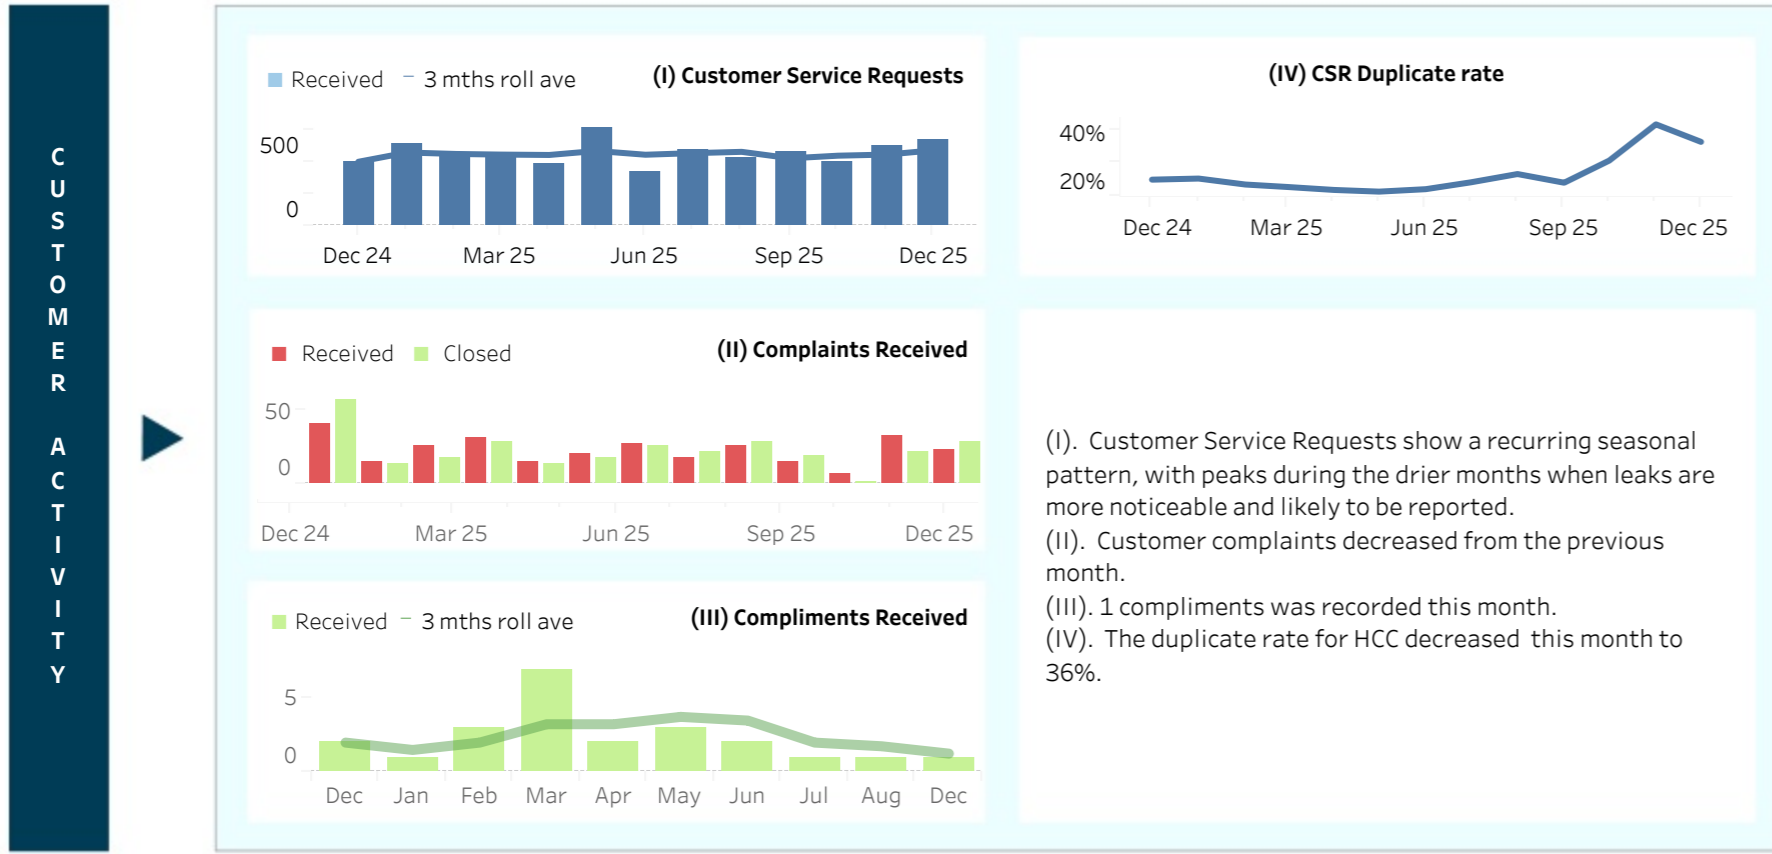 CUSTOMER ACTIVITY
Received 3 mths roll ave (I) Customer Service Requests
500
0
Dec 24 Mar 25 Jun 25 Sep 25 Dec 25
(IV) CSR Duplicate rate
40%
20%
Dec 24 Mar 25 Jun 25 Sep 25 Dec 25
Received Closed (II) Complaints Received
50
0
Dec 24 Mar 25 Jun 25 Sep 25 Dec 25
Received 3 mths roll ave (III) Compliments Received
5
0
Dec Jan Feb Mar Apr May Jun Jul Aug Dec
(I). Customer Service Requests show a recurring seasonal
pattern, with peaks during the drier months when leaks are
more noticeable and likely to be reported.
(II). Customer complaints decreased from the previous
month.
(III). 1 compliments was recorded this month.
(IV). The duplicate rate for HCC decreased this month to
36%.